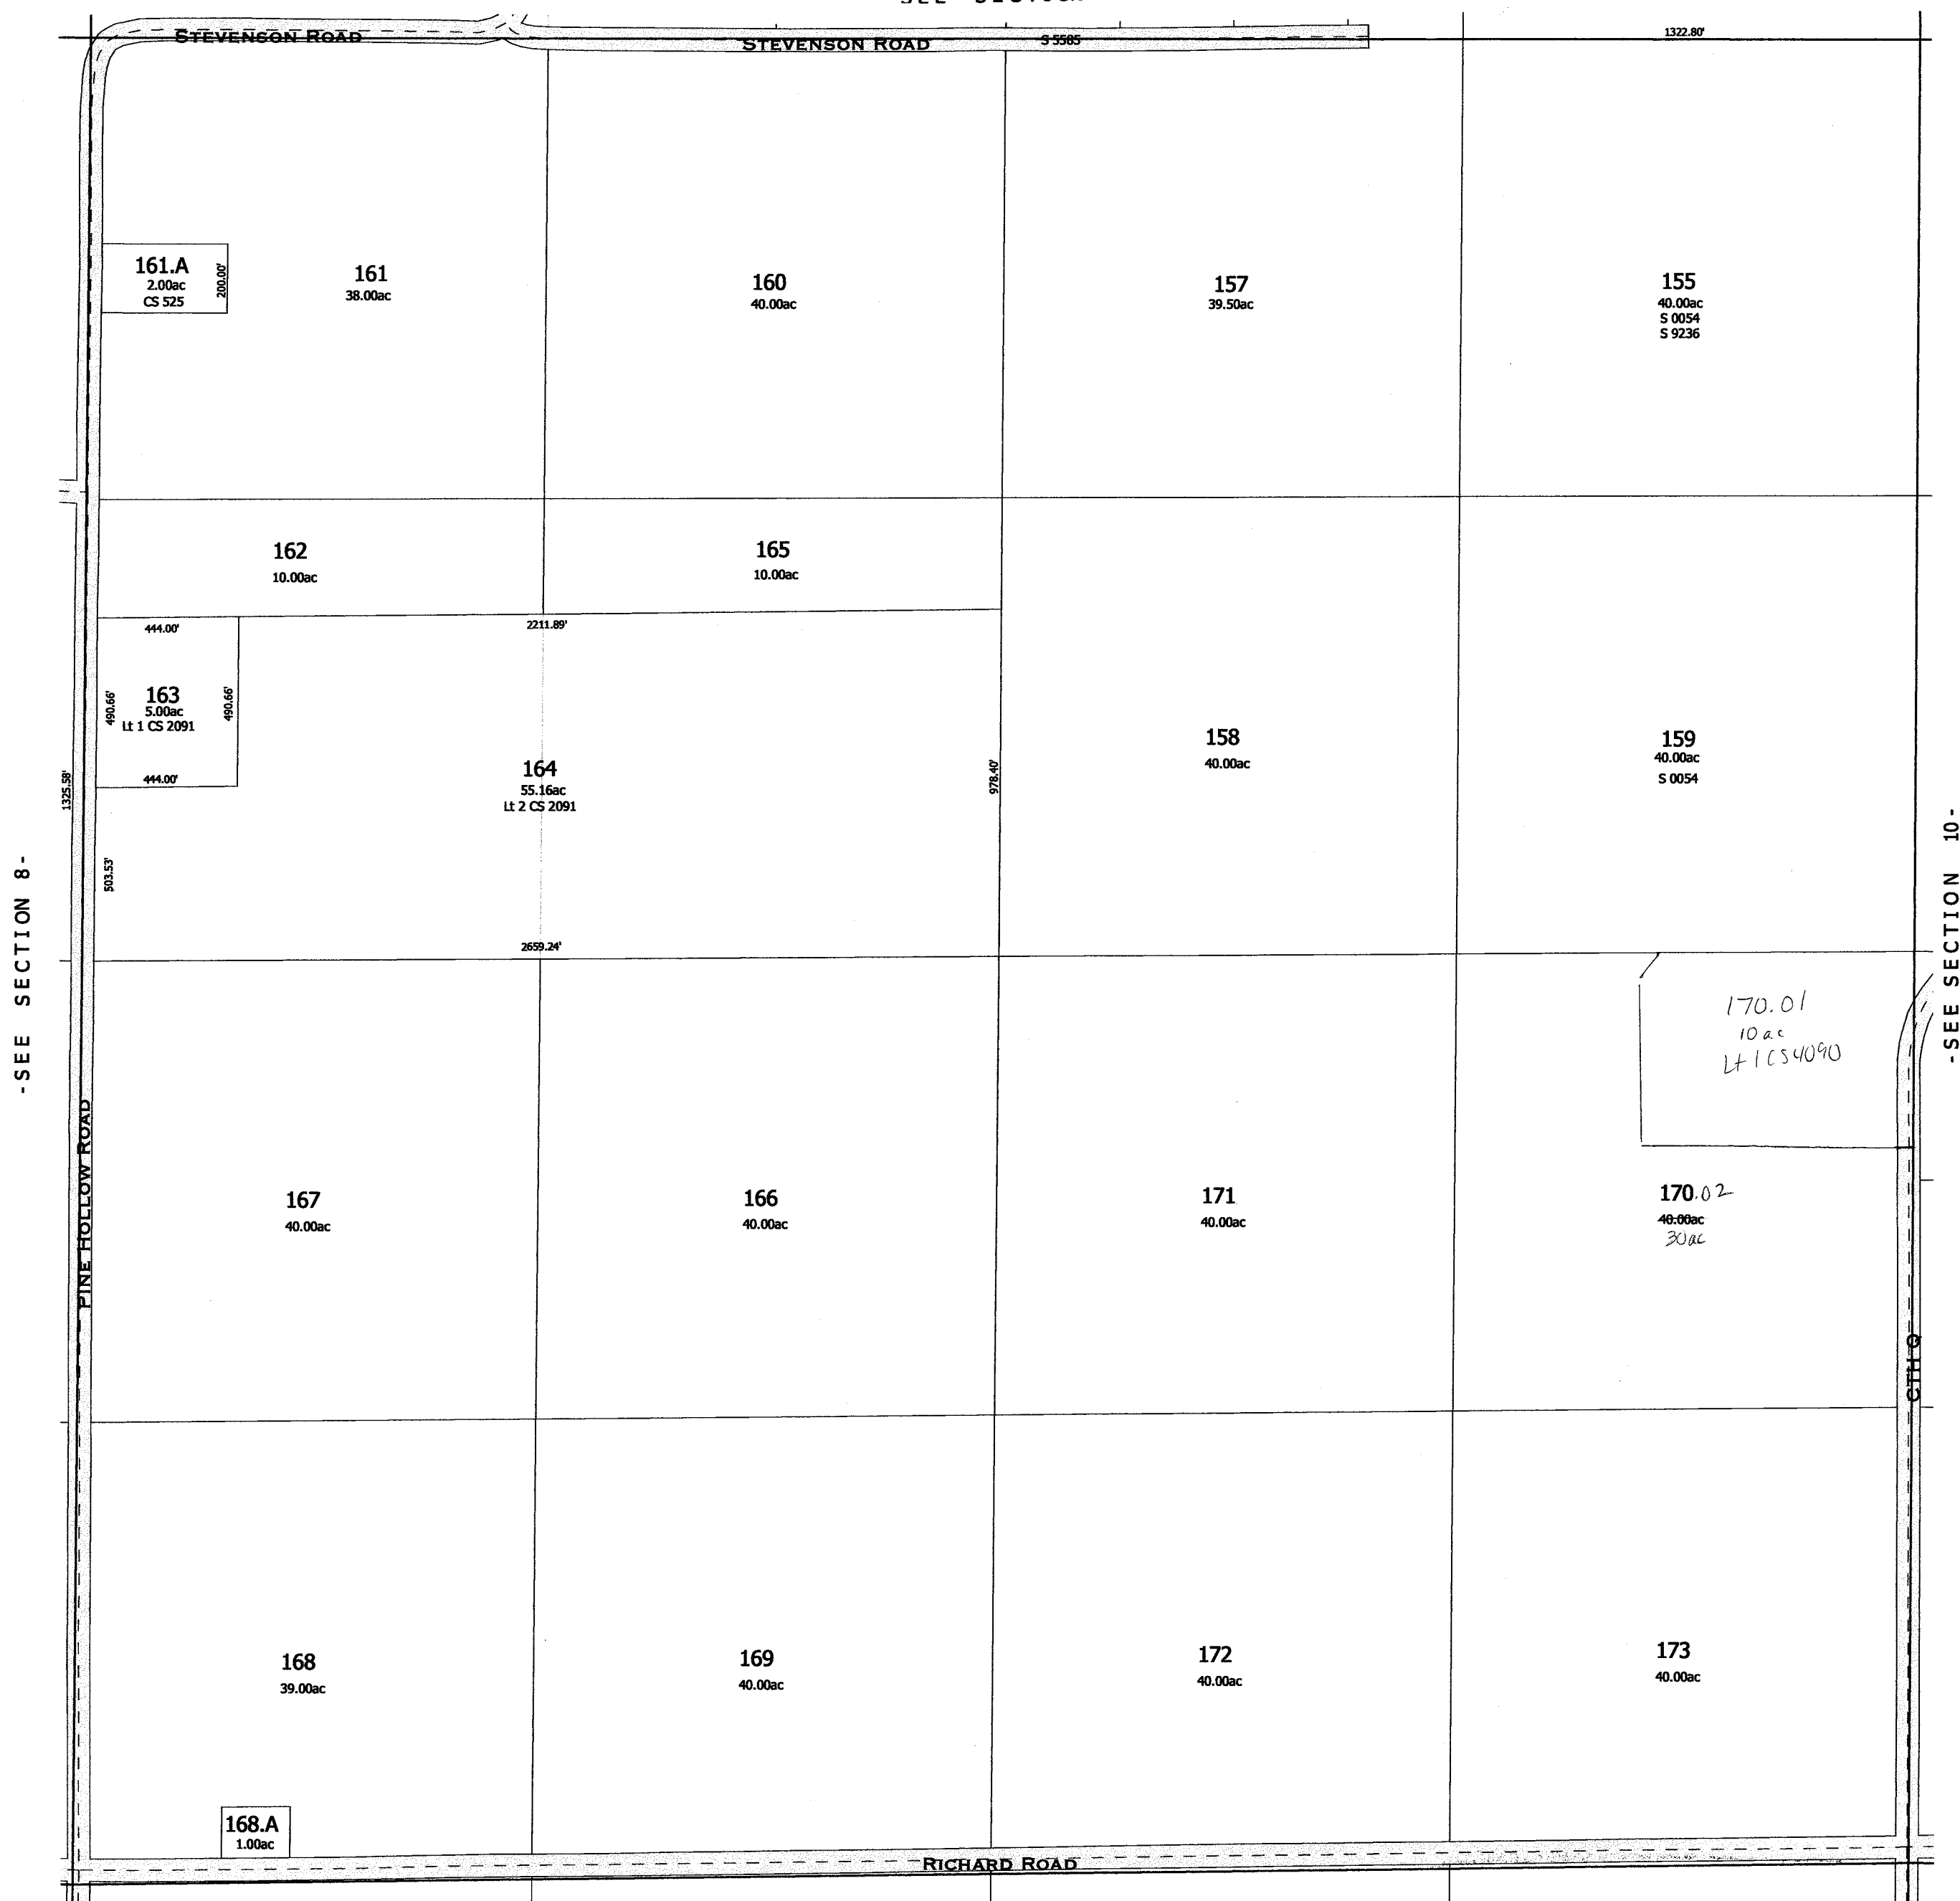 STEVENSON ROAD
STEVENSON ROAD
S 5585
1322.80'
161.A
2.00ac
CS 525
200.00'
161
38.00ac
160
40.00ac
157
39.50ac
155
40.00ac
S 0054
S 9236
162
10.00ac
165
10.00ac
444.00'
2211.89'
490.66'
163
5.00ac
Lt 1 CS 2091
490.66'
444.00'
1325.58'
503.53'
164
55.16ac
Lt 2 CS 2091
978.40'
2659.24'
158
40.00ac
159
40.00ac
S 0054
-SEE SECTION 8-
-SEE SECTION 10-
170.01
10ac
Lt 1 CS4090
PINE HOLLOW ROAD
167
40.00ac
166
40.00ac
171
40.00ac
170.02
40.00ac
30ac
CTH Q
168
39.00ac
169
40.00ac
172
40.00ac
173
40.00ac
168.A
1.00ac
RICHARD ROAD